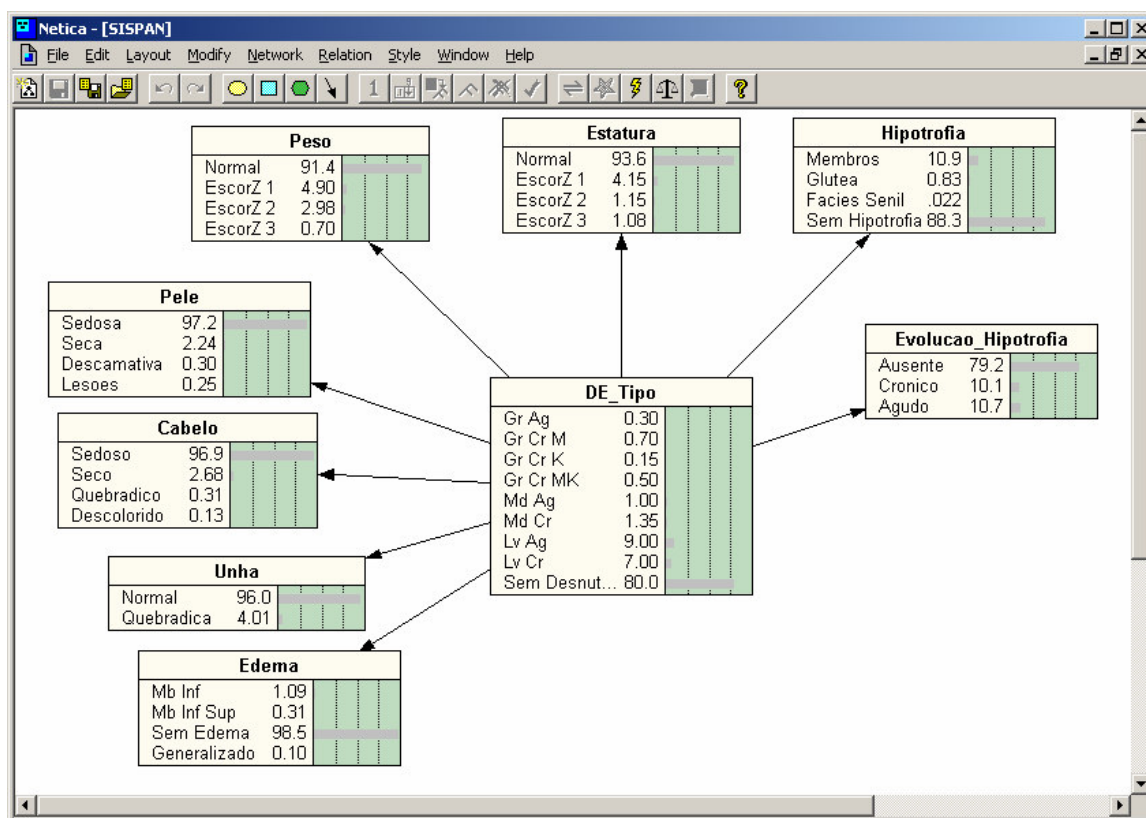 Netica - [SISPAN]
File Edit Layout Modify Network Relation Style Window Help
Peso
Normal 91.4
EscorZ 1 4.90
EscorZ 2 2.98
EscorZ 3 0.70
Estatura
Normal 93.6
EscorZ 1 4.15
EscorZ 2 1.15
EscorZ 3 1.08
Hipotrofia
Membros 10.9
Glutea 0.83
Facies Senil .022
Sem Hipotrofia 88.3
Pele
Sedosa 97.2
Seca 2.24
Descamativa 0.30
Lesoes 0.25
Evolucao_Hipotrofia
Ausente 79.2
Cronico 10.1
Agudo 10.7
DE_Tipo
Gr Ag 0.30
Gr Cr M 0.70
Gr Cr K 0.15
Gr Cr MK 0.50
Md Ag 1.00
Md Cr 1.35
Lv Ag 9.00
Lv Cr 7.00
Sem Desnut... 80.0
Cabelo
Sedoso 96.9
Seco 2.68
Quebradico 0.31
Descolorido 0.13
Unha
Normal 96.0
Quebradica 4.01
Edema
Mb Inf 1.09
Mb Inf Sup 0.31
Sem Edema 98.5
Generalizado 0.10